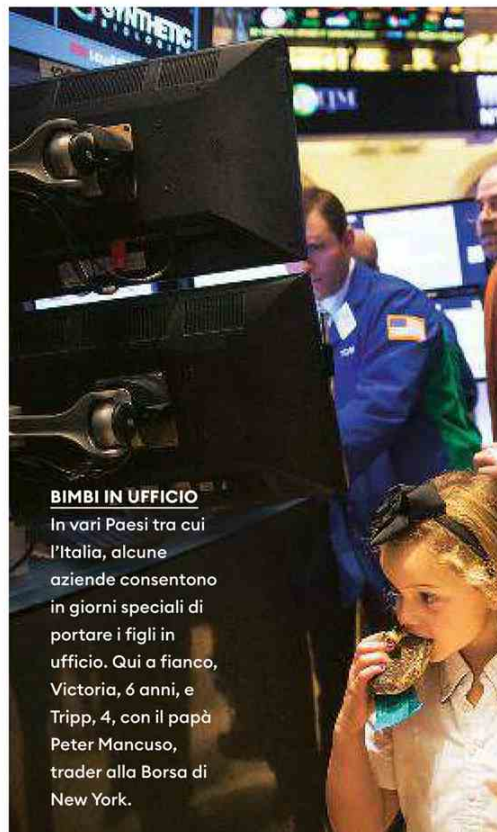 SYNTHETIC
BIOLOGICS
BIMBI IN UFFICIO
In vari Paesi tra cui
l'Italia, alcune
aziende consentono
in giorni speciali di
portare i figli in
ufficio. Qui a fianco,
Victoria, 6 anni, e
Tripp, 4, con il papà
Peter Mancuso,
trader alla Borsa di
New York.